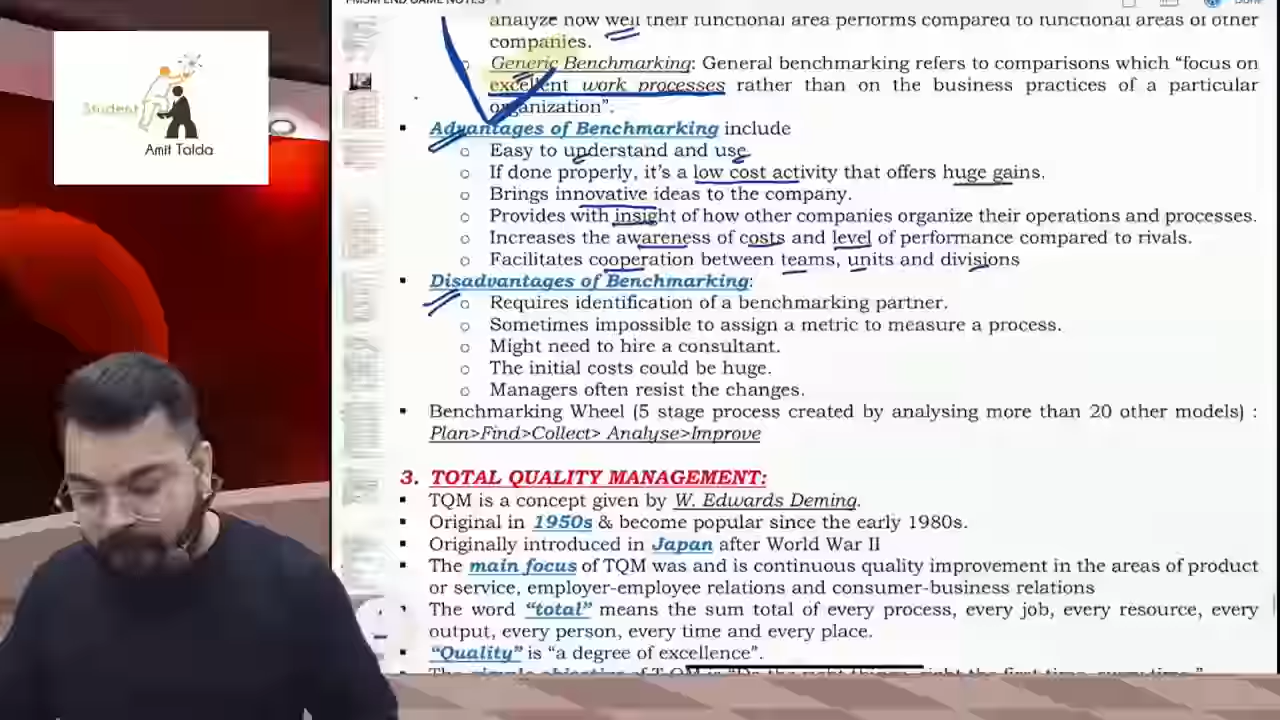 Student
Amit Talda
analyze how well their functional area performs compared to functional areas of other
companies.
Generic Benchmarking: General benchmarking refers to comparisons which “focus on
excellent work processes rather than on the business practices of a particular
organization”.
▪ Advantages of Benchmarking include
o Easy to understand and use
o If done properly, it’s a low cost activity that offers huge gains.
o Brings innovative ideas to the company.
o Provides with insight of how other companies organize their operations and processes.
o Increases the awareness of costs and level of performance compared to rivals.
o Facilitates cooperation between teams, units and divisions
▪ Disadvantages of Benchmarking:
o Requires identification of a benchmarking partner.
o Sometimes impossible to assign a metric to measure a process.
o Might need to hire a consultant.
o The initial costs could be huge.
o Managers often resist the changes.
▪ Benchmarking Wheel (5 stage process created by analysing more than 20 other models) :
Plan>Find>Collect> Analyse>Improve
3. TOTAL QUALITY MANAGEMENT:
▪ TQM is a concept given by W. Edwards Deming.
▪ Original in 1950s & become popular since the early 1980s.
▪ Originally introduced in Japan after World War II
▪ The main focus of TQM was and is continuous quality improvement in the areas of product
or service, employer-employee relations and consumer-business relations
▪ The word “total” means the sum total of every process, every job, every resource, every
output, every person, every time and every place.
▪ “Quality” is “a degree of excellence”.